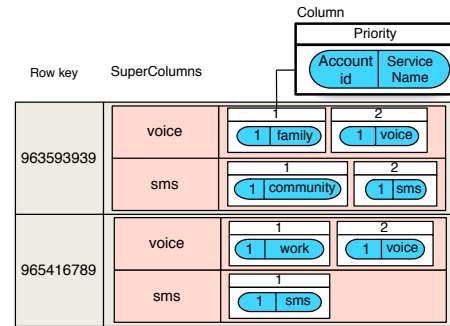 Column
Priority
Account id Service Name
Row key SuperColumns
963593939
voice
1
1 family
2
1 voice
sms
1
1 community
2
1 sms
965416789
voice
1
1 work
2
1 voice
sms
1
1 sms